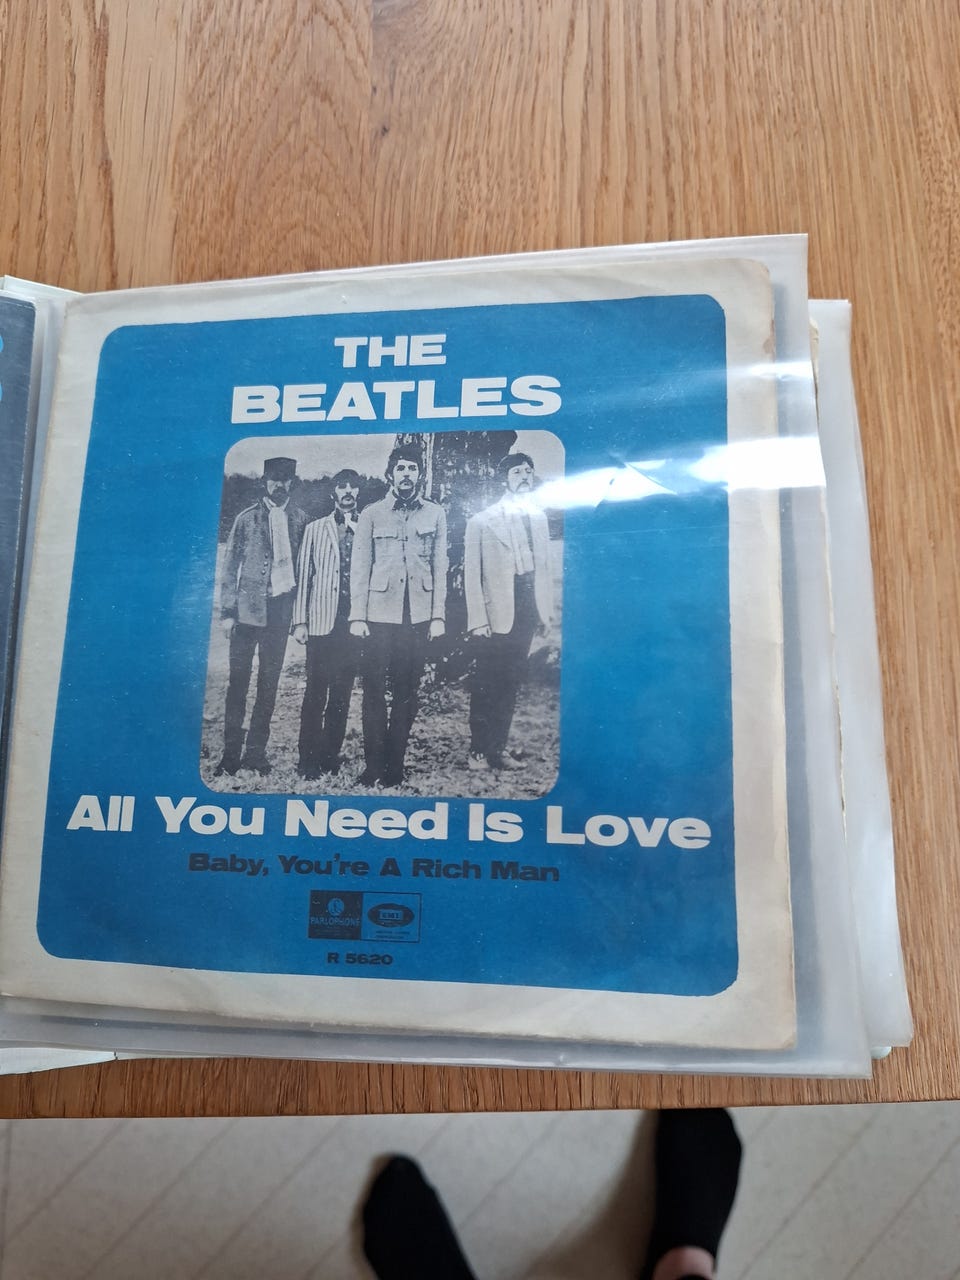 THE
BEATLES
All You Need Is Love
Baby, You're A Rich Man
PARLOPHONE
EMI
R 5620